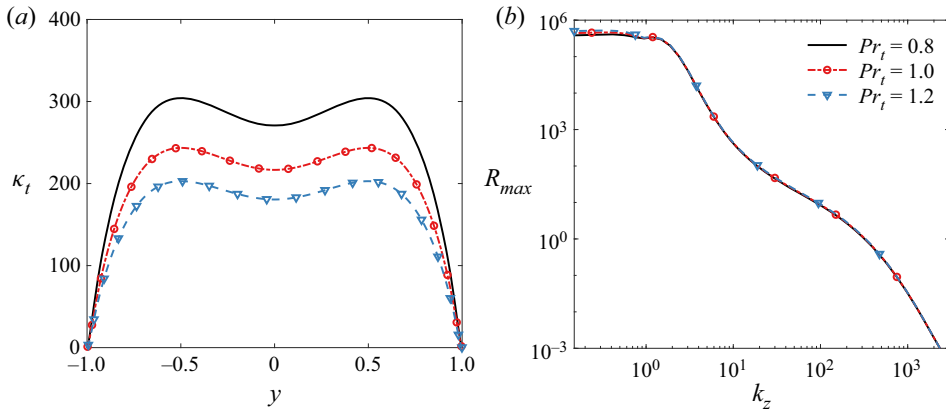 (a)
400
300
200
100
0
κ_t
−1.0 −0.5 0 0.5 1.0
y
(b)
10^6
10^3
10^0
10^−3
R_max
Pr_t = 0.8
Pr_t = 1.0
Pr_t = 1.2
10^0 10^1 10^2 10^3
k_z